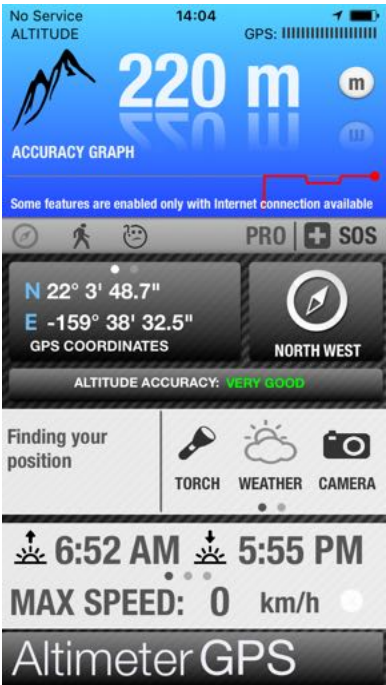 No Service 14:04
ALTITUDE GPS:
220 m m
ACCURACY GRAPH
Some features are enabled only with Internet connection available
PRO SOS
N 22° 3' 48.7"
E -159° 38' 32.5"
GPS COORDINATES
NORTH WEST
ALTITUDE ACCURACY: VERY GOOD
Finding your
position
TORCH WEATHER CAMERA
6:52 AM 5:55 PM
MAX SPEED: 0 km/h
Altimeter GPS